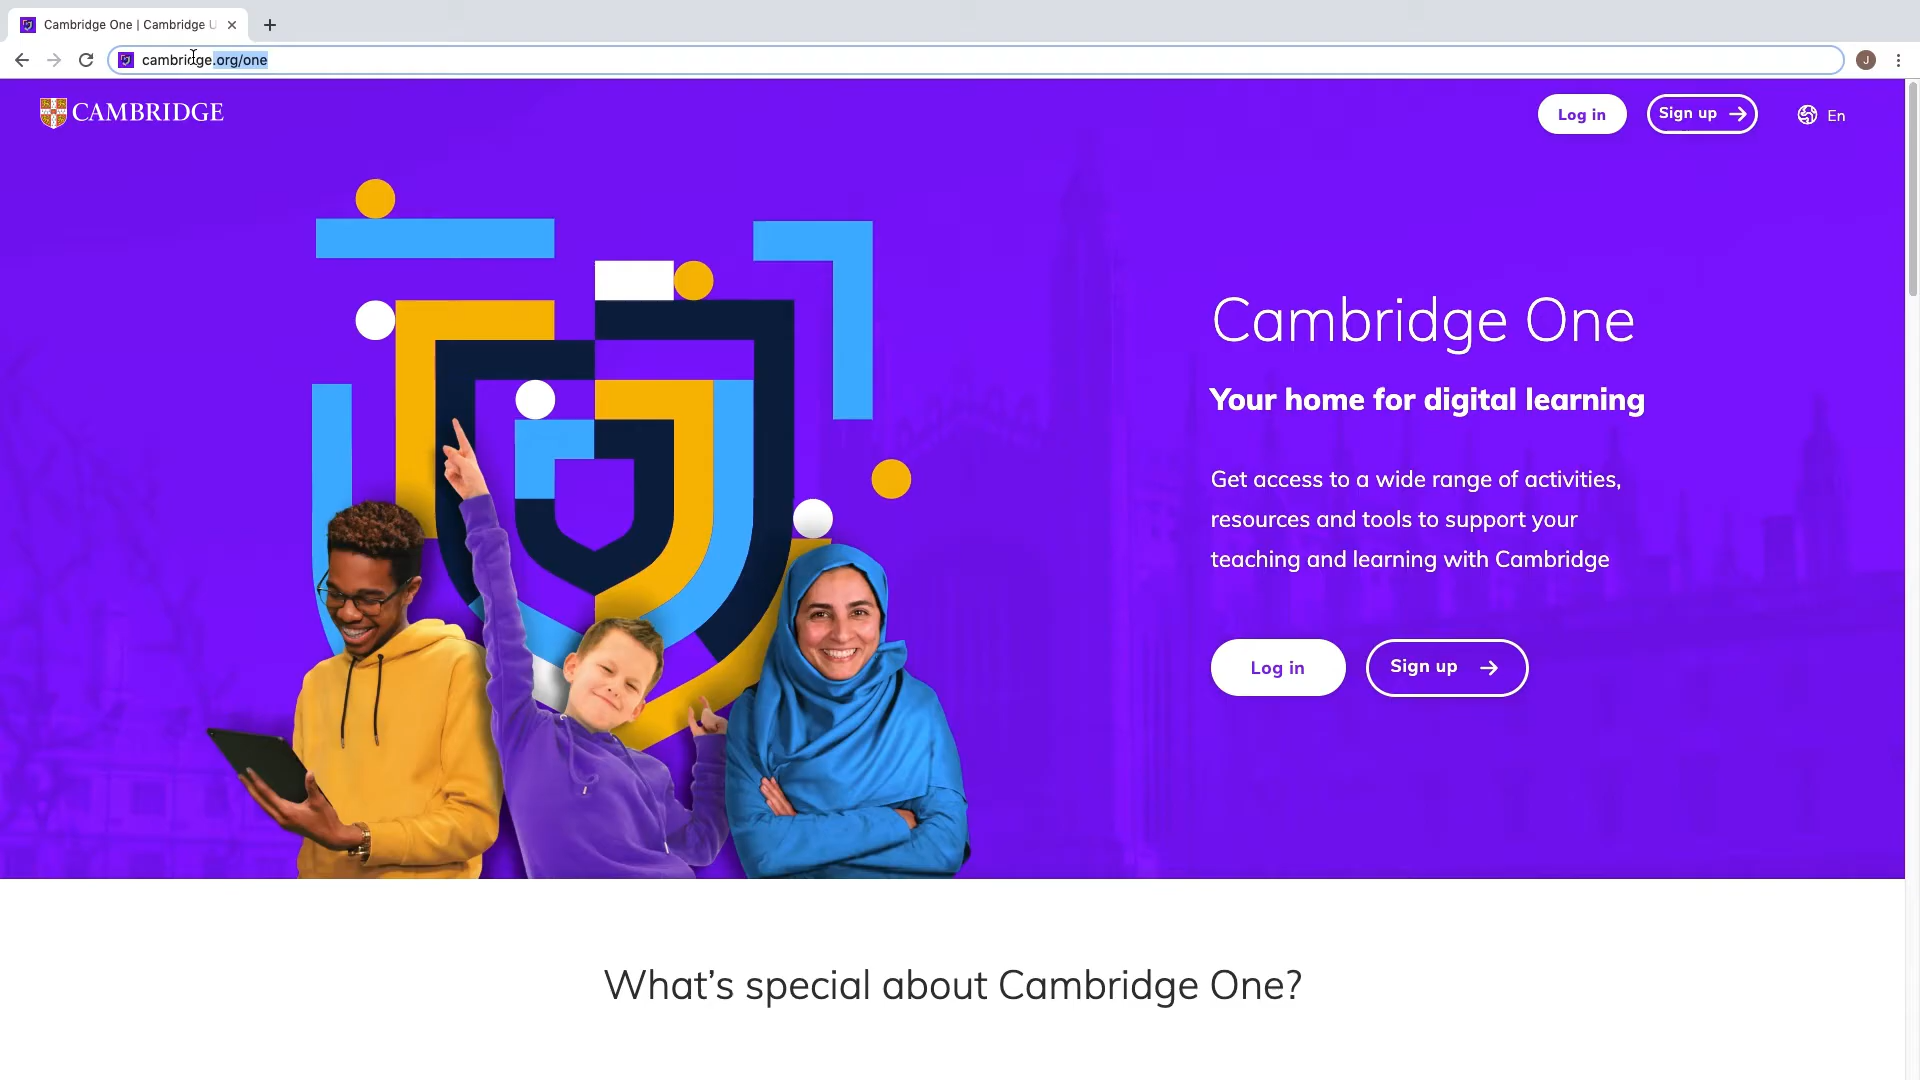 Cambridge One | Cambridge U
cambridge.org/one
J
CAMBRIDGE
Log in
Sign up
En
Cambridge One
Your home for digital learning
Get access to a wide range of activities,
resources and tools to support your
teaching and learning with Cambridge
Log in
Sign up
What's special about Cambridge One?